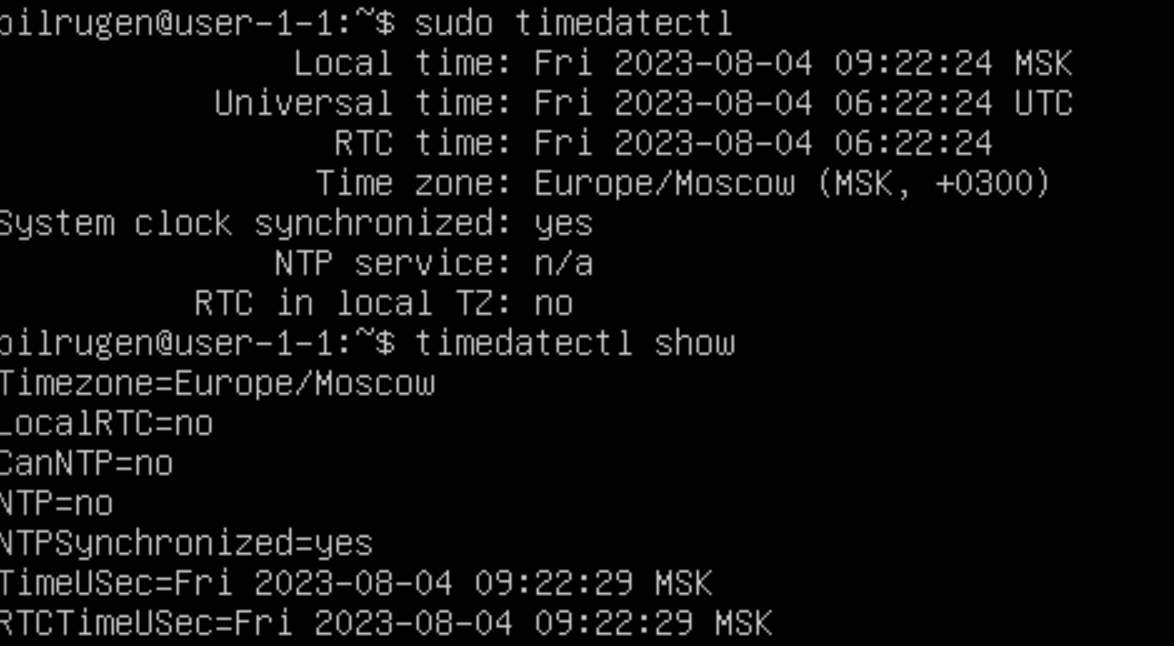 bilrugen@user-1-1:~$ sudo timedatectl
Local time: Fri 2023-08-04 09:22:24 MSK
Universal time: Fri 2023-08-04 06:22:24 UTC
RTC time: Fri 2023-08-04 06:22:24
Time zone: Europe/Moscow (MSK, +0300)
System clock synchronized: yes
NTP service: n/a
RTC in local TZ: no
bilrugen@user-1-1:~$ timedatectl show
Timezone=Europe/Moscow
LocalRTC=no
CanNTP=no
NTP=no
NTPSynchronized=yes
TimeUSec=Fri 2023-08-04 09:22:29 MSK
RTCTimeUSec=Fri 2023-08-04 09:22:29 MSK